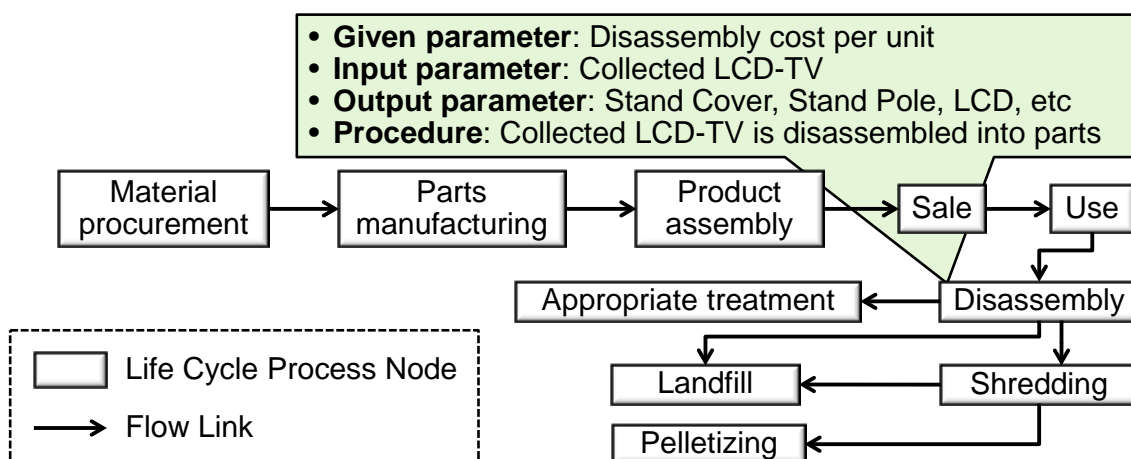 • Given parameter: Disassembly cost per unit
• Input parameter: Collected LCD-TV
• Output parameter: Stand Cover, Stand Pole, LCD, etc
• Procedure: Collected LCD-TV is disassembled into parts
Material
procurement
Parts
manufacturing
Product
assembly
Sale
Use
Appropriate treatment
Disassembly
Landfill
Shredding
Pelletizing
Life Cycle Process Node
Flow Link